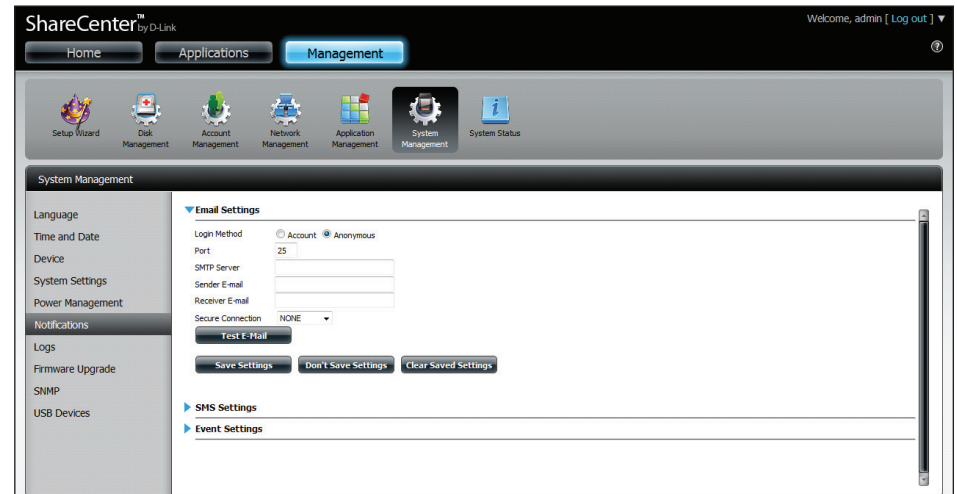 ShareCenter™ by D-Link
Welcome, admin [ Log out ] ▼
Home Applications Management
?
Setup Wizard
Disk Management
Account Management
Network Management
Application Management
System Management
System Status
System Management
Language
Time and Date
Device
System Settings
Power Management
Notifications
Logs
Firmware Upgrade
SNMP
USB Devices
Email Settings
Login Method Account Anonymous
Port 25
SMTP Server
Sender E-mail
Receiver E-mail
Secure Connection NONE
Test E-Mail
Save Settings Don't Save Settings Clear Saved Settings
SMS Settings
Event Settings